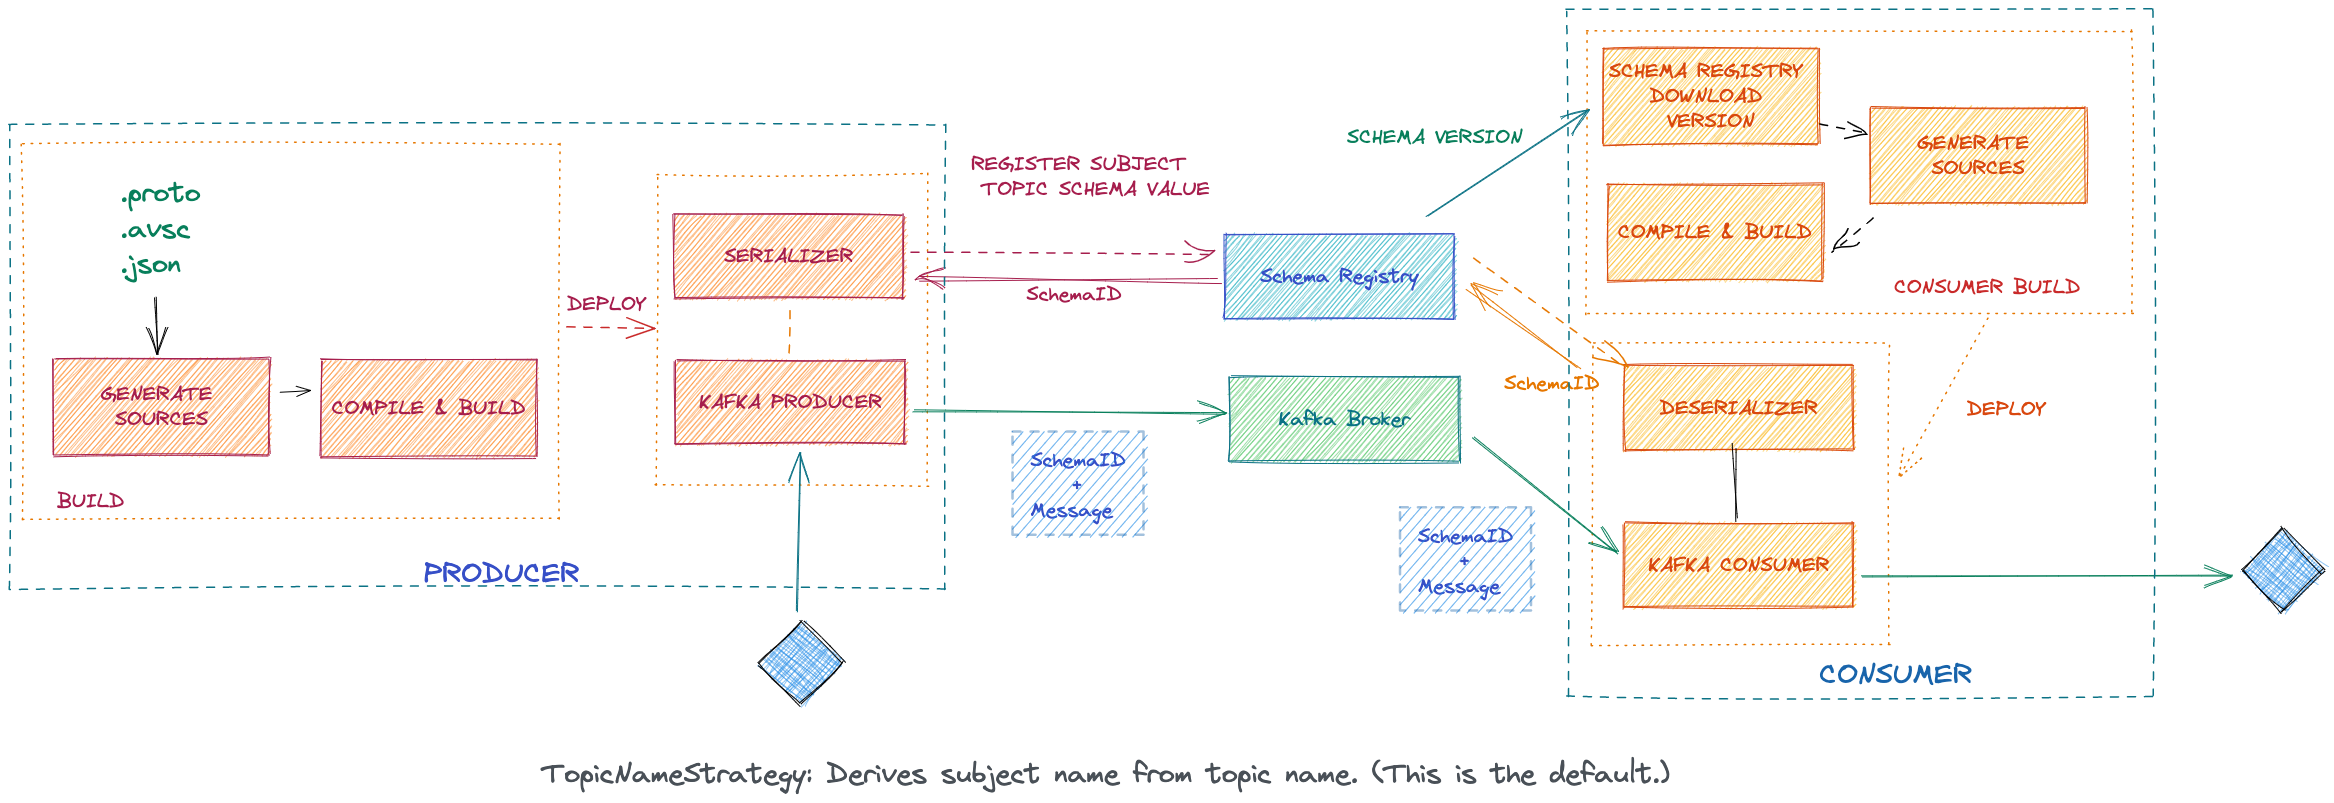 .proto
.avsc
.json
GENERATE
SOURCES
COMPILE & BUILD
BUILD
DEPLOY
SERIALIZER
KAFKA PRODUCER
PRODUCER
REGISTER SUBJECT
TOPIC SCHEMA VALUE
SchemaID
SchemaID
+
Message
Schema Registry
Kafka Broker
SCHEMA VERSION
SchemaID
SchemaID
+
Message
SCHEMA REGISTRY
DOWNLOAD
VERSION
GENERATE
SOURCES
COMPILE & BUILD
CONSUMER BUILD
DEPLOY
DESERIALIZER
KAFKA CONSUMER
CONSUMER
TopicNameStrategy: Derives subject name from topic name. (This is the default.)